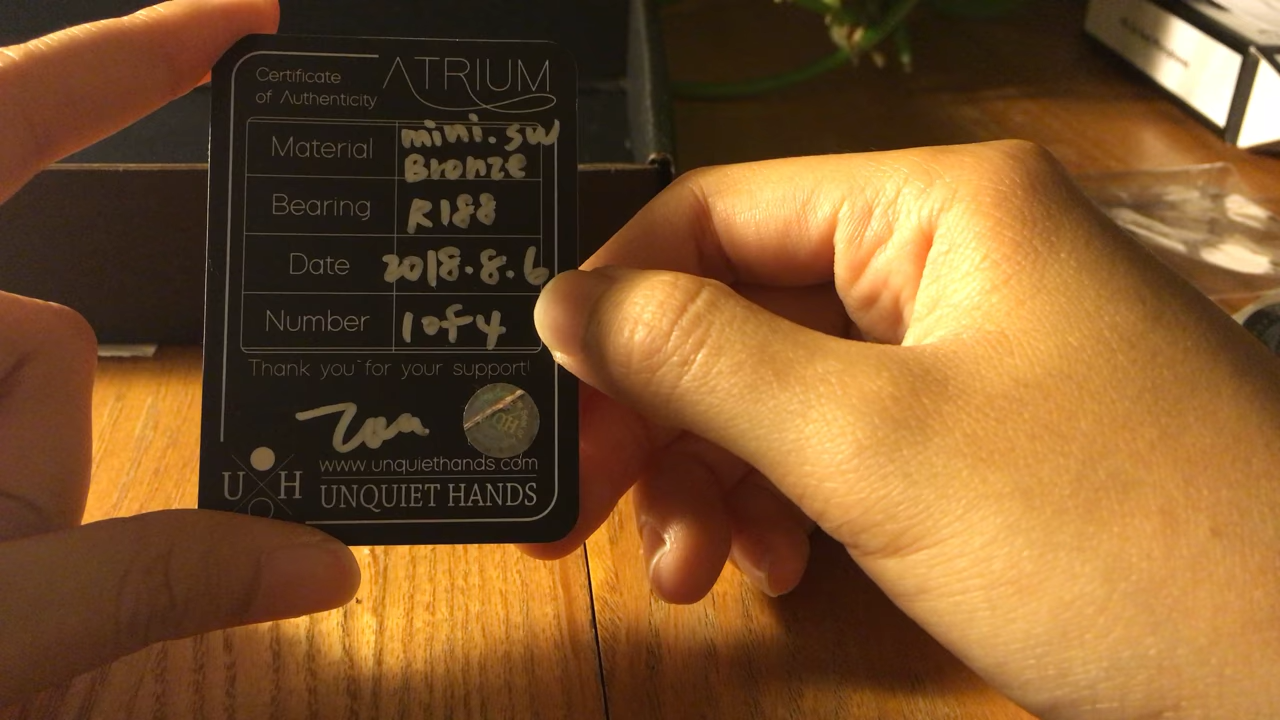 Certificate
of Authenticity
ATRIUM
Material
mini.sw
Bronze
Bearing
R188
Date
2018.8.6
Number
1 of 4
Thank you for your support!
www.unquiethands.com
U H
UNQUIET HANDS